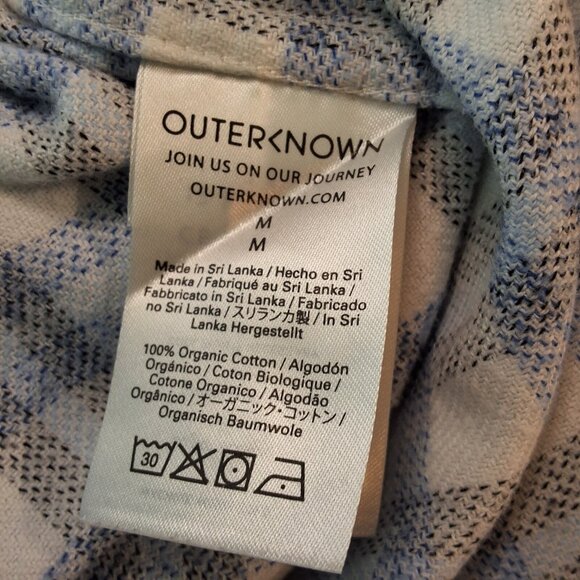 OUTERKNOWN
JOIN US ON OUR JOURNEY
OUTERKNOWN.COM
M
M
Made in Sri Lanka / Hecho en Sri
Lanka / Fabriqué au Sri Lanka /
Fabbricato in Sri Lanka / Fabricado
no Sri Lanka / スリランカ製 / In Sri
Lanka Hergestellt
100% Organic Cotton / Algodón
Orgánico / Coton Biologique /
Cotone Organico / Algodão
Orgânico / オーガニック・コットン /
Organisch Baumwole
30